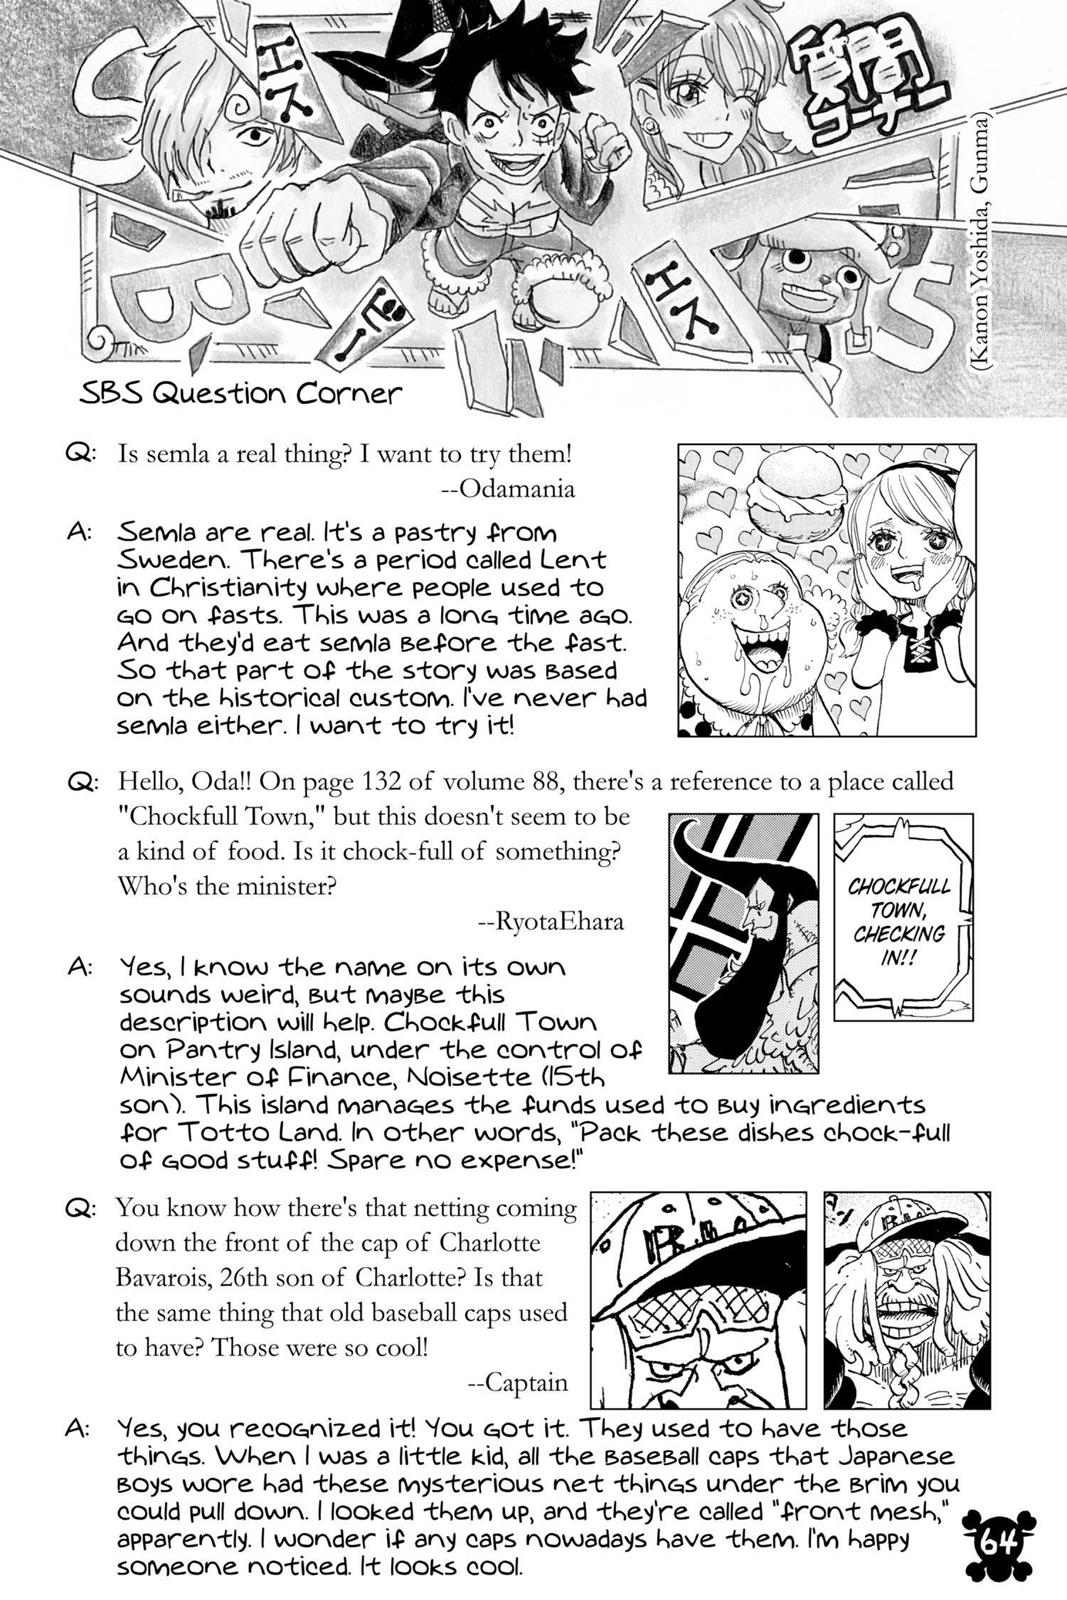 エス
質問
コーナー
ビー
エス
S
B
S
(Kanon Yoshida, Gunma)
SBS Question Corner
Q: Is semla a real thing? I want to try them!
--Odamania
A: Semla are real. It's a pastry from
Sweden. There's a period called Lent
in Christianity where people used to
go on fasts. This was a long time ago.
And they'd eat semla before the fast.
So that part of the story was based
on the historical custom. I've never had
semla either. I want to try it!
Q: Hello, Oda!! On page 132 of volume 88, there's a reference to a place called
"Chockfull Town," but this doesn't seem to be
a kind of food. Is it chock-full of something?
Who's the minister?
--RyotaEhara
CHOCKFULL
TOWN,
CHECKING
IN!!
A: Yes, I know the name on its own
sounds weird, but maybe this
description will help. Chockfull Town
on Pantry Island, under the control of
Minister of Finance, Noisette (15th
son). This island manages the funds used to buy ingredients
for Totto Land. In other words, "Pack these dishes chock-full
of good stuff! Spare no expense!"
Q: You know how there's that netting coming
down the front of the cap of Charlotte
Bavarois, 26th son of Charlotte? Is that
the same thing that old baseball caps used
to have? Those were so cool!
--Captain
A: Yes, you recognized it! You got it. They used to have those
things. When I was a little kid, all the baseball caps that Japanese
boys wore had these mysterious net things under the brim you
could pull down. I looked them up, and they're called "front mesh,"
apparently. I wonder if any caps nowadays have them. I'm happy
someone noticed. It looks cool.
64